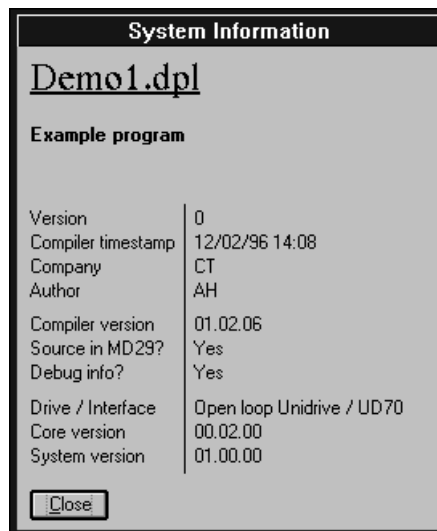 System Information
Demo1.dpl
Example program
Version 0
Compiler timestamp 12/02/96 14:08
Company CT
Author AH
Compiler version 01.02.06
Source in MD29? Yes
Debug info? Yes
Drive / Interface Open loop Unidrive / UD70
Core version 00.02.00
System version 01.00.00
Close